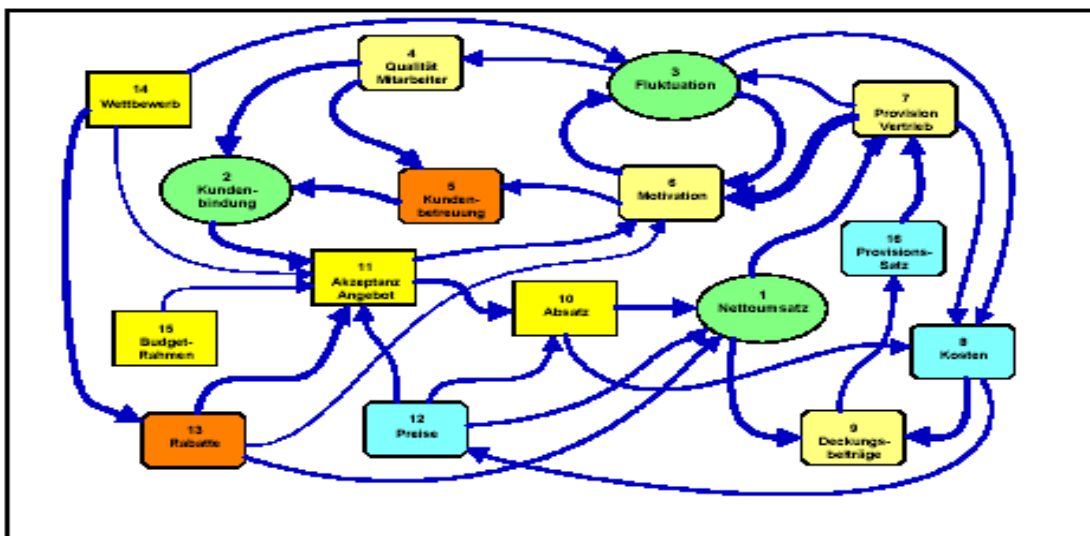 4
Qualität
Mitarbeiter
3
Fluktuation
14
Wettbewerb
7
Provision
Vertrieb
2
Kunden-
bindung
5
Kunden-
betreuung
6
Motivation
16
Provisions-
Satz
11
Akzeptanz
Angebot
10
Absatz
1
Nettoumsatz
15
Budget-
Rahmen
8
Kosten
13
Rabatte
12
Preise
9
Deckungs-
beiträge